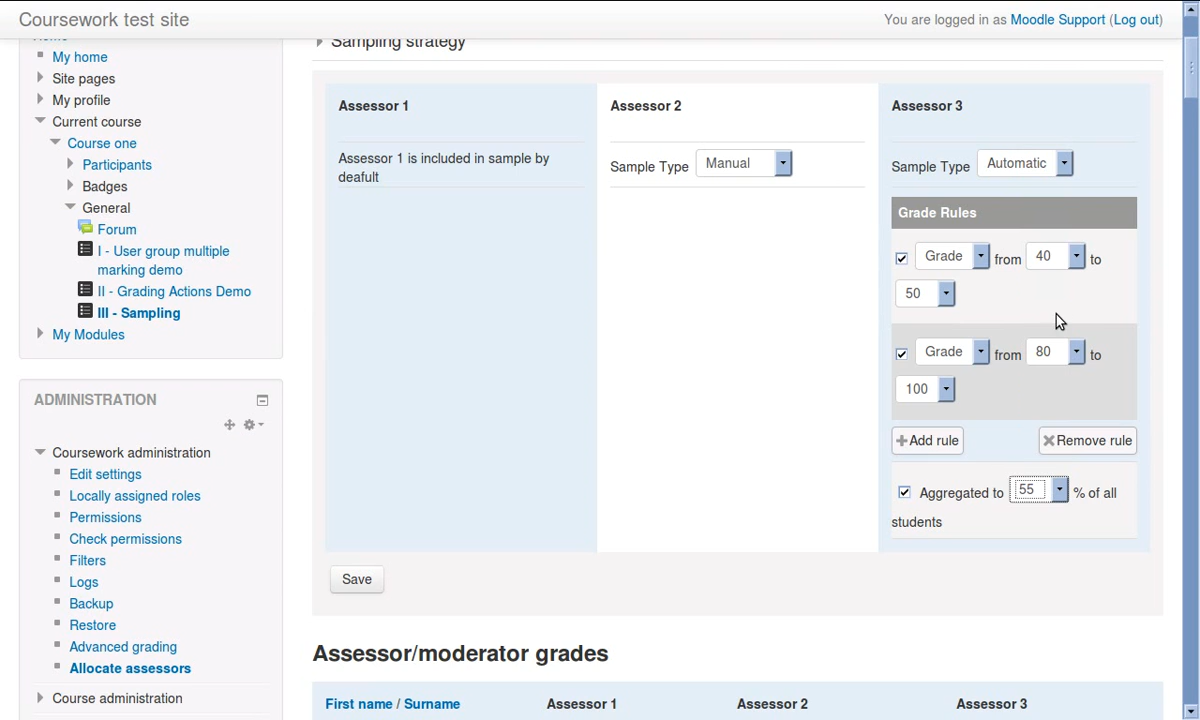 Coursework test site
You are logged in as Moodle Support (Log out)
My home
Site pages
My profile
Current course
Course one
Participants
Badges
General
Forum
I - User group multiple
marking demo
II - Grading Actions Demo
III - Sampling
My Modules
ADMINISTRATION
Coursework administration
Edit settings
Locally assigned roles
Permissions
Check permissions
Filters
Logs
Backup
Restore
Advanced grading
Allocate assessors
Course administration
Sampling strategy
Assessor 1
Assessor 1 is included in sample by
deafult
Assessor 2
Sample Type Manual
Assessor 3
Sample Type Automatic
Grade Rules
Grade from 40 to
50
Grade from 80 to
100
Add rule
Remove rule
Aggregated to 55 % of all
students
Save
Assessor/moderator grades
First name / Surname Assessor 1 Assessor 2 Assessor 3